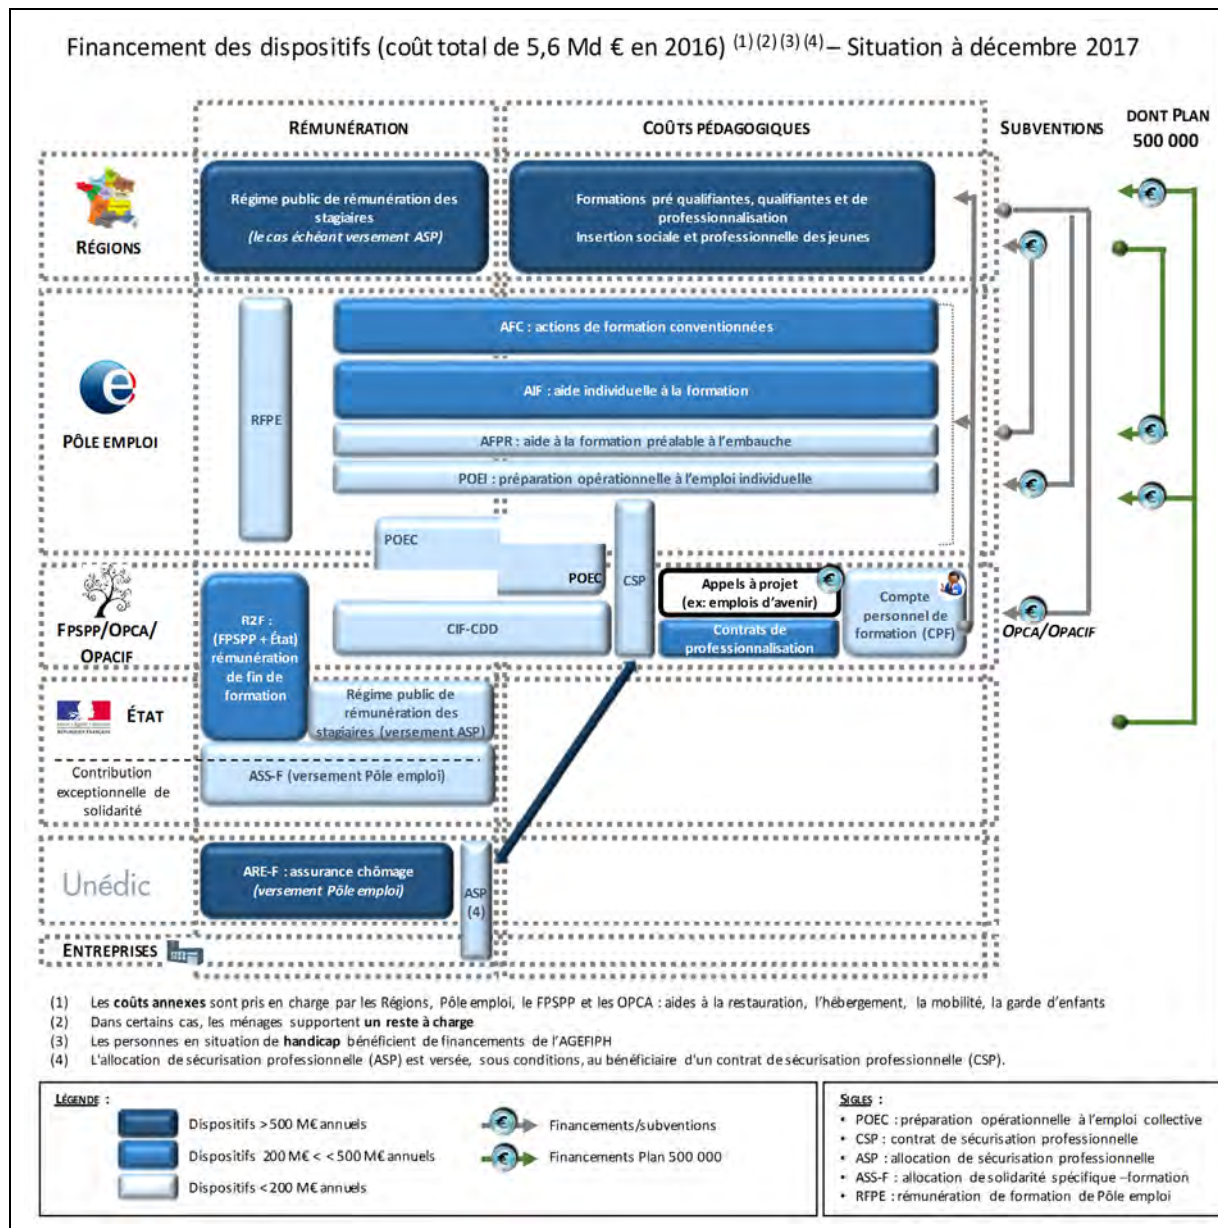 Financement des dispositifs (coût total de 5,6 Md € en 2016) (1) (2) (3) (4) – Situation à décembre 2017
RÉMUNÉRATION
COÛTS PÉDAGOGIQUES
SUBVENTIONS
DONT PLAN
500 000
RÉGIONS
Régime public de rémunération des
stagiaires
(le cas échéant versement ASP)
Formations pré qualifiantes, qualifiantes et de
professionnalisation
Insertion sociale et professionnelle des jeunes
€
€
PÔLE EMPLOI
RFPE
AFC : actions de formation conventionnées
AIF : aide individuelle à la formation
AFPR : aide à la formation préalable à l'embauche
POEI : préparation opérationnelle à l'emploi individuelle
€
€
€
POEC
POEC
CSP
FPSPP/OPCA/
OPACIF
R2F :
(FPSPP + État)
rémunération
de fin de
formation
CIF-CDD
Appels à projet
(ex: emplois d'avenir)
€
Contrats de
professionnalisation
Compte
personnel de
formation (CPF)
€
OPCA/OPACIF
ÉTAT
RÉPUBLIQUE FRANÇAISE
Régime public de
rémunération des
stagiaires (versement ASP)
Contribution
exceptionnelle de
solidarité
ASS-F (versement Pôle emploi)
Unédic
ARE-F : assurance chômage
(versement Pôle emploi)
ASP
(4)
ENTREPRISES
(1) Les coûts annexes sont pris en charge par les Régions, Pôle emploi, le FPSPP et les OPCA : aides à la restauration, l'hébergement, la mobilité, la garde d'enfants
(2) Dans certains cas, les ménages supportent un reste à charge
(3) Les personnes en situation de handicap bénéficient de financements de l'AGEFIPH
(4) L'allocation de sécurisation professionnelle (ASP) est versée, sous conditions, au bénéficiaire d'un contrat de sécurisation professionnelle (CSP).
LÉGENDE :
Dispositifs >500 M€ annuels
Dispositifs 200 M€ < <500 M€ annuels
Dispositifs <200 M€ annuels
€ Financements/subventions
€ Financements Plan 500 000
SIGLES :
• POEC : préparation opérationnelle à l'emploi collective
• CSP : contrat de sécurisation professionnelle
• ASP : allocation de sécurisation professionnelle
• ASS-F : allocation de solidarité spécifique –formation
• RFPE : rémunération de formation de Pôle emploi